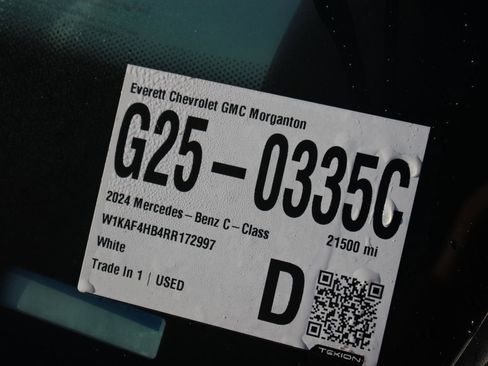 Everett Chevrolet GMC Morganton
G25-0335C
2024 Mercedes-Benz C-Class
21500 mi
W1KAF4HB4RR172997
White
Trade In 1 | USED
D
TEKION